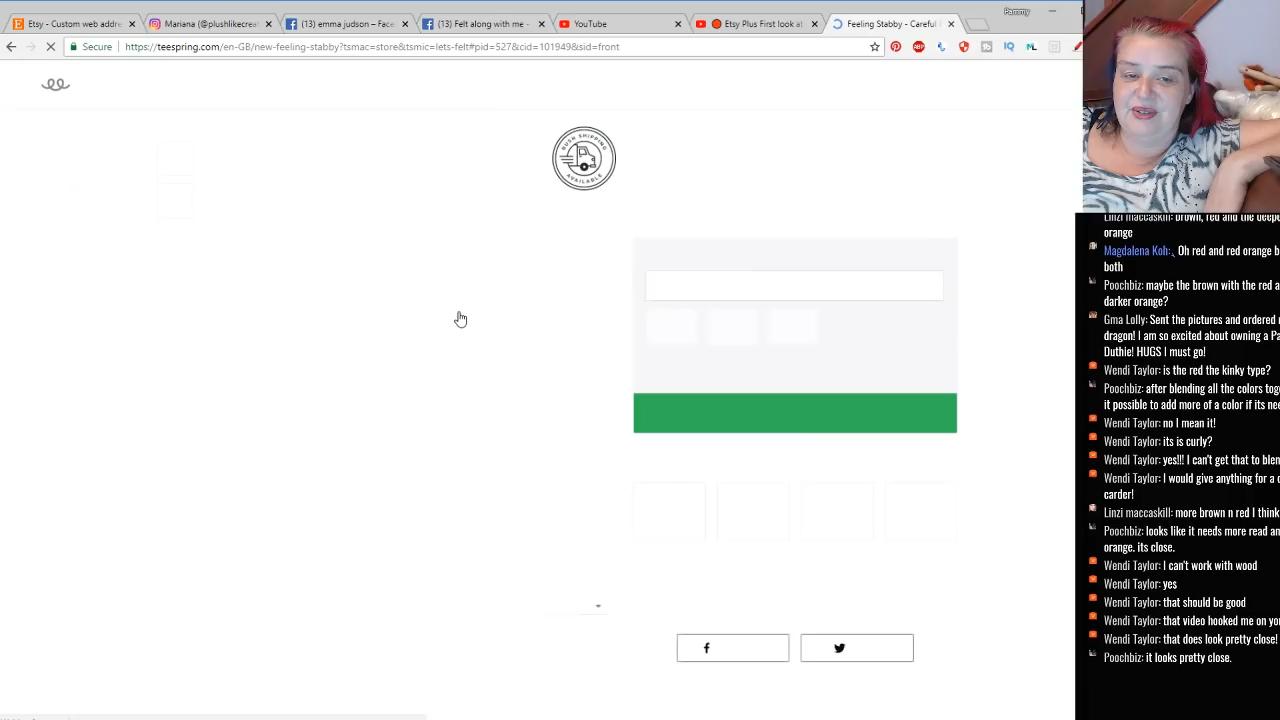 Etsy - Custom web addre
Mariana (@plushlikecreat
(13) emma judson – Face
(13) Felt along with me -
YouTube
Etsy Plus First look at
Feeling Stabby - Careful
Pammy
Secure
https://teespring.com/en-GB/new-feeling-stabby?tsmac=store&tsmic=lets-felt#pid=527&cid=101949&sid=front
RUSH SHIPPING
AVAILABLE
Linzi maccaskill: brown, red and the deepe
orange
Magdalena Koh: Oh red and red orange b
both
Poochbiz: maybe the brown with the red a
darker orange?
Gma Lolly: Sent the pictures and ordered
dragon! I am so excited about owning a Pa
Duthie! HUGS I must go!
Wendi Taylor: is the red the kinky type?
Poochbiz: after blending all the colors tog
it possible to add more of a color if its nee
Wendi Taylor: no I mean it!
Wendi Taylor: its is curly?
Wendi Taylor: yes!!! I can't get that to blen
Wendi Taylor: I would give anything for a
carder!
Linzi maccaskill: more brown n red I think
Poochbiz: looks like it needs more read an
orange. its close.
Wendi Taylor: I can't work with wood
Wendi Taylor: yes
Wendi Taylor: that should be good
Wendi Taylor: that video hooked me on yo
Wendi Taylor: that does look pretty close!
Poochbiz: it looks pretty close.